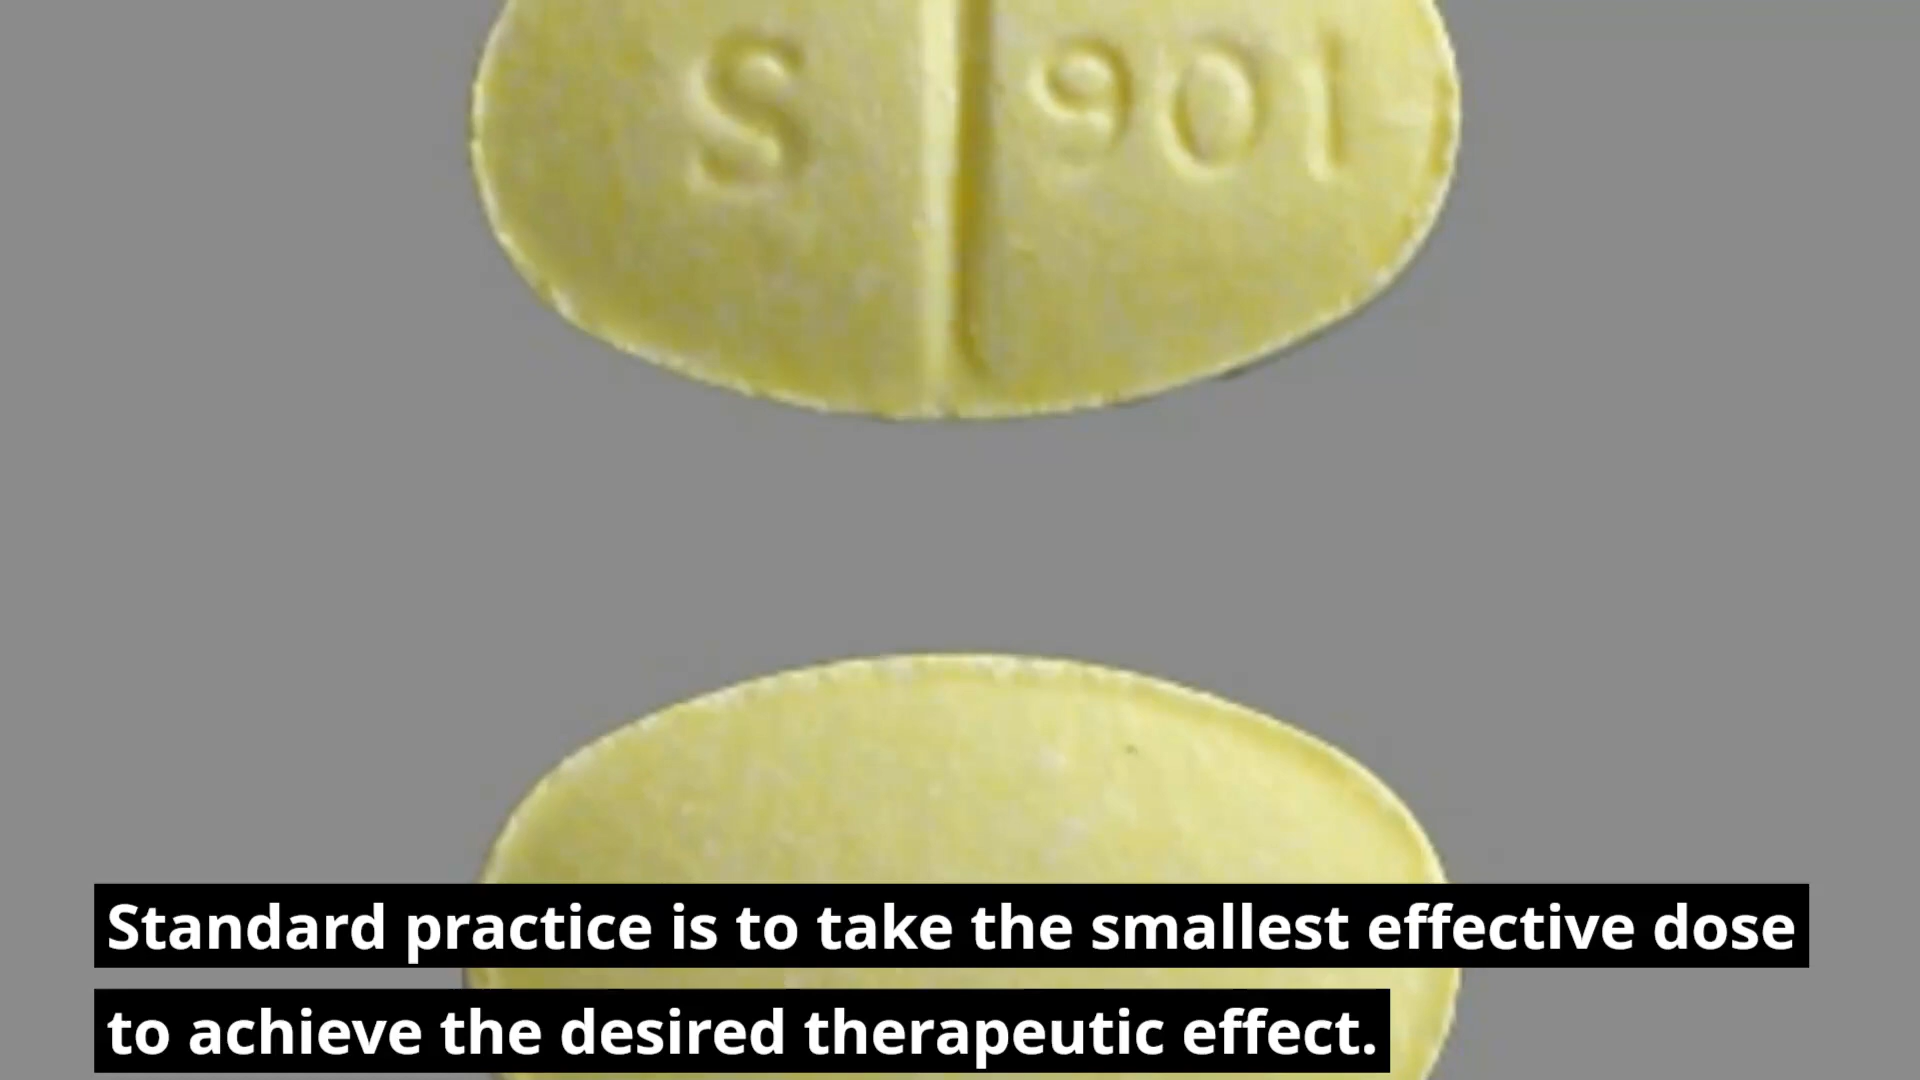 S 901
Standard practice is to take the smallest effective dose
to achieve the desired therapeutic effect.